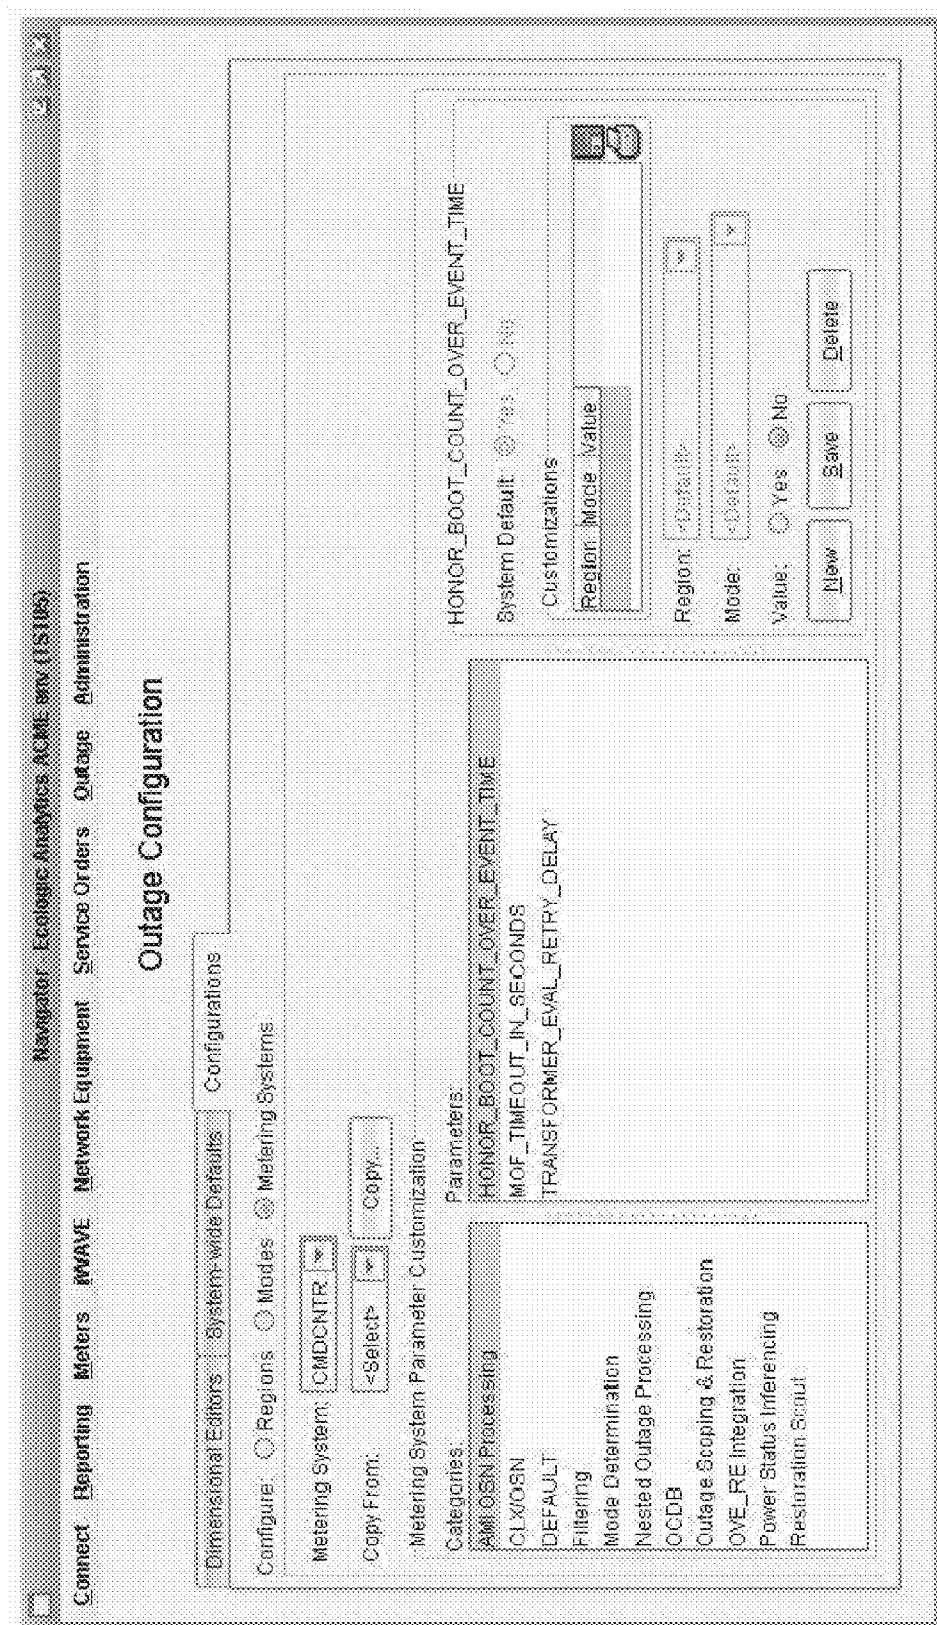 Navigator Ecologic Analytics ACME env (TST05)
Connect Reporting Meters iWAVE Network Equipment Service Orders Outage Administration
Outage Configuration
Dimensional Editors System-wide Defaults Configurations
Configure: Regions Modes Metering Systems
Metering System: CMDCNTR
Copy From: <Select> Copy...
Metering System Parameter Customization
Categories:
AMI OSN Processing
CLX/OSN
DEFAULT
Filtering
Mode Determination
Nested Outage Processing
OCDB
Outage Scoping & Restoration
OVE_RE Integration
Power Status Inferencing
Restoration Scout
Parameters:
HONOR_BOOT_COUNT_OVER_EVENT_TIME
MOF_TIMEOUT_IN_SECONDS
TRANSFORMER_EVAL_RETRY_DELAY
HONOR_BOOT_COUNT_OVER_EVENT_TIME
System Default: Yes No
Customizations
Region Mode Value
Region: <Default>
Mode: <Default>
Value: Yes No
New Save Delete